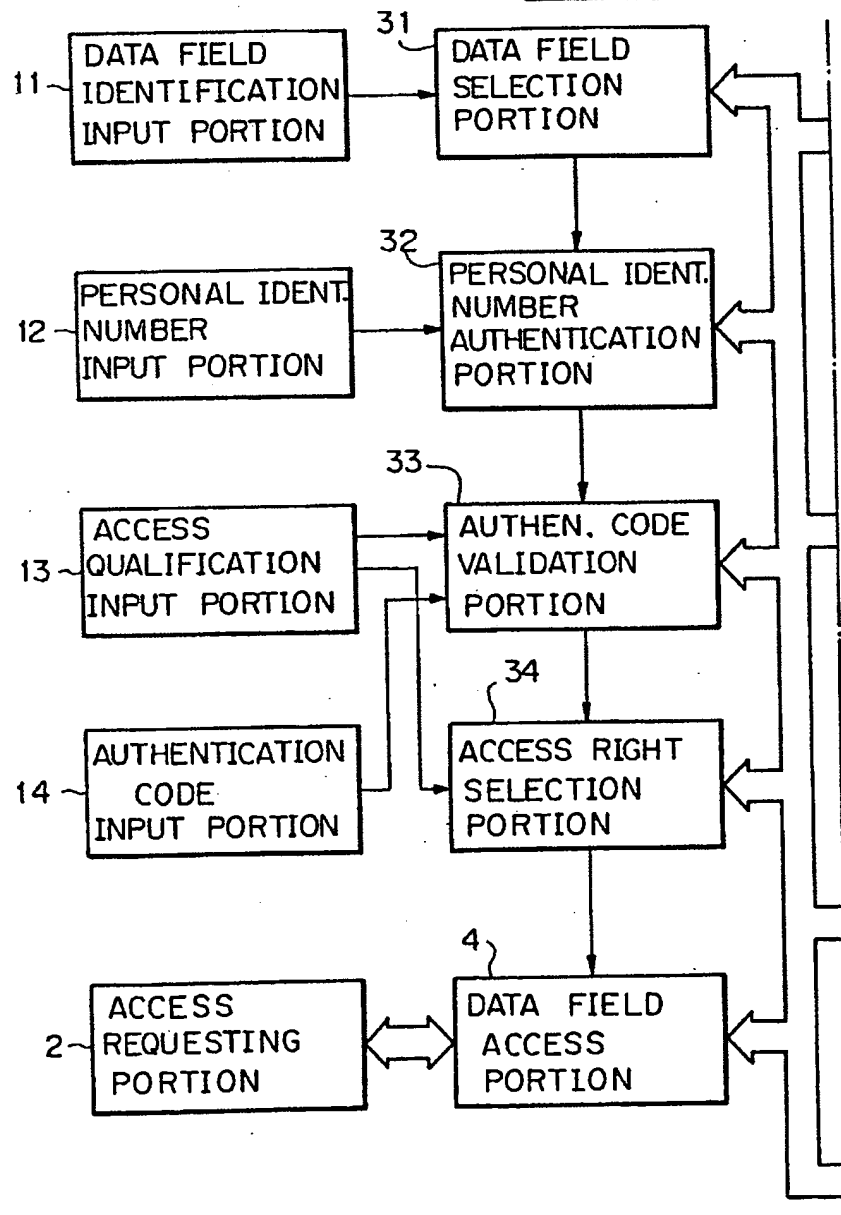 31
11
DATA FIELD
IDENTIFICATION
INPUT PORTION
DATA FIELD
SELECTION
PORTION
32
12
PERSONAL IDENT.
NUMBER
INPUT PORTION
PERSONAL IDENT.
NUMBER
AUTHENTICATION
PORTION
33
13
ACCESS
QUALIFICATION
INPUT PORTION
AUTHEN. CODE
VALIDATION
PORTION
34
14
AUTHENTICATION
CODE
INPUT PORTION
ACCESS RIGHT
SELECTION
PORTION
4
2
ACCESS
REQUESTING
PORTION
DATA FIELD
ACCESS
PORTION